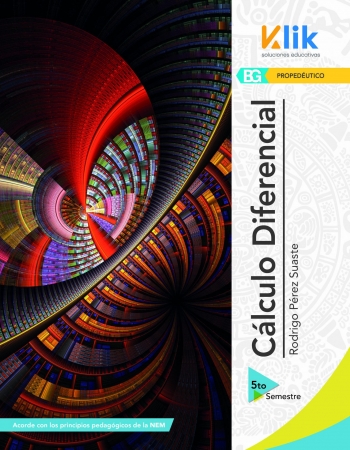 Klik
soluciones educativas
BG PROPEDÉUTICO
Cálculo Diferencial
Rodrigo Pérez Suaste
5to
Semestre
Acorde con los principios pedagógicos de la NEM